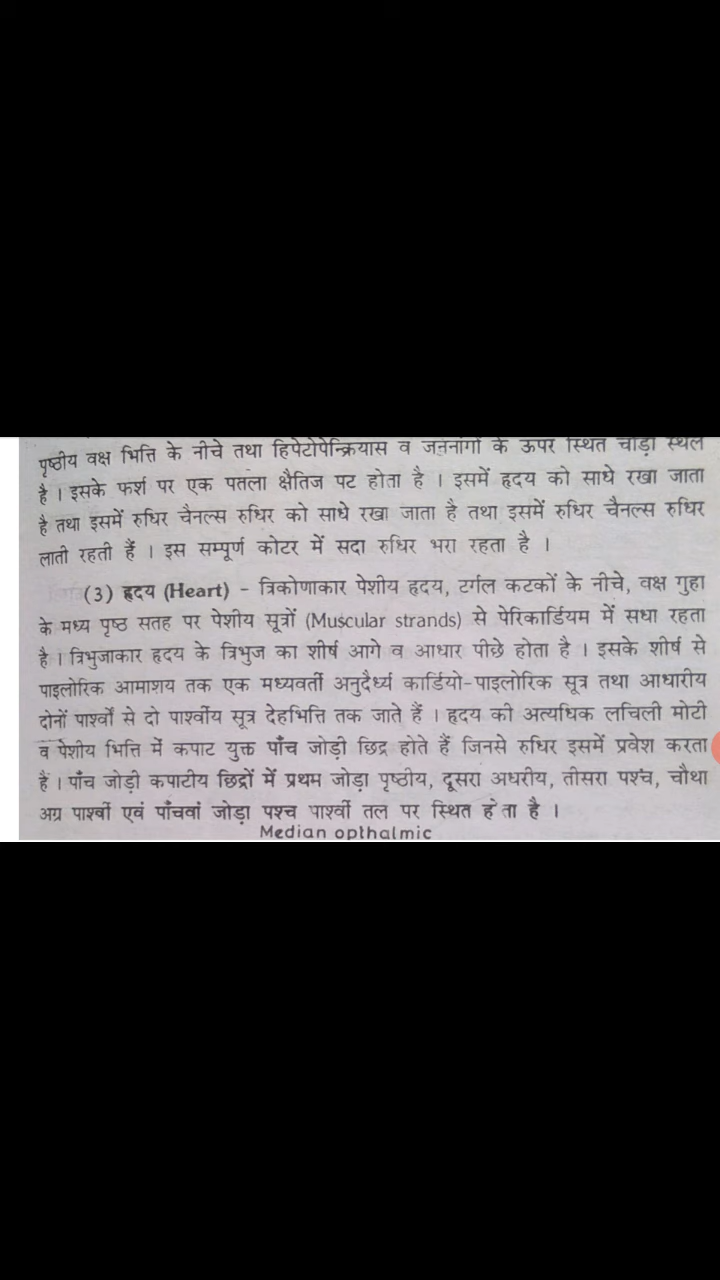 पृष्ठीय वक्ष भित्ति के नीचे तथा हिपेटोपेन्क्रियास व जननांगों के ऊपर स्थित चौड़ा स्थल
है । इसके फर्श पर एक पतला क्षैतिज पट होता है । इसमें हृदय को साधे रखा जाता
है तथा इसमें रुधिर चैनल्स रुधिर को साधे रखा जाता है तथा इसमें रुधिर चैनल्स रुधिर
लाती रहती हैं । इस सम्पूर्ण कोटर में सदा रुधिर भरा रहता है ।
(3) हृदय (Heart) - त्रिकोणाकार पेशीय हृदय, टर्गल कटकों के नीचे, वक्ष गुहा
के मध्य पृष्ठ सतह पर पेशीय सूत्रों (Muscular strands) से पेरिकार्डियम में सधा रहता
है । त्रिभुजाकार हृदय के त्रिभुज का शीर्ष आगे व आधार पीछे होता है । इसके शीर्ष से
पाइलोरिक आमाशय तक एक मध्यवर्ती अनुदैर्ध्य कार्डियो-पाइलोरिक सूत्र तथा आधारीय
दोनों पार्श्वों से दो पार्श्वीय सूत्र देहभित्ति तक जाते हैं । हृदय की अत्यधिक लचिली मोटी
व पेशीय भित्ति में कपाट युक्त पाँच जोड़ी छिद्र होते हैं जिनसे रुधिर इसमें प्रवेश करता
है । पाँच जोड़ी कपाटीय छिद्रों में प्रथम जोड़ा पृष्ठीय, दूसरा अधरीय, तीसरा पश्च, चौथा
अग्र पार्श्वी एवं पाँचवां जोड़ा पश्च पार्श्वी तल पर स्थित होता है ।
Median opthalmic